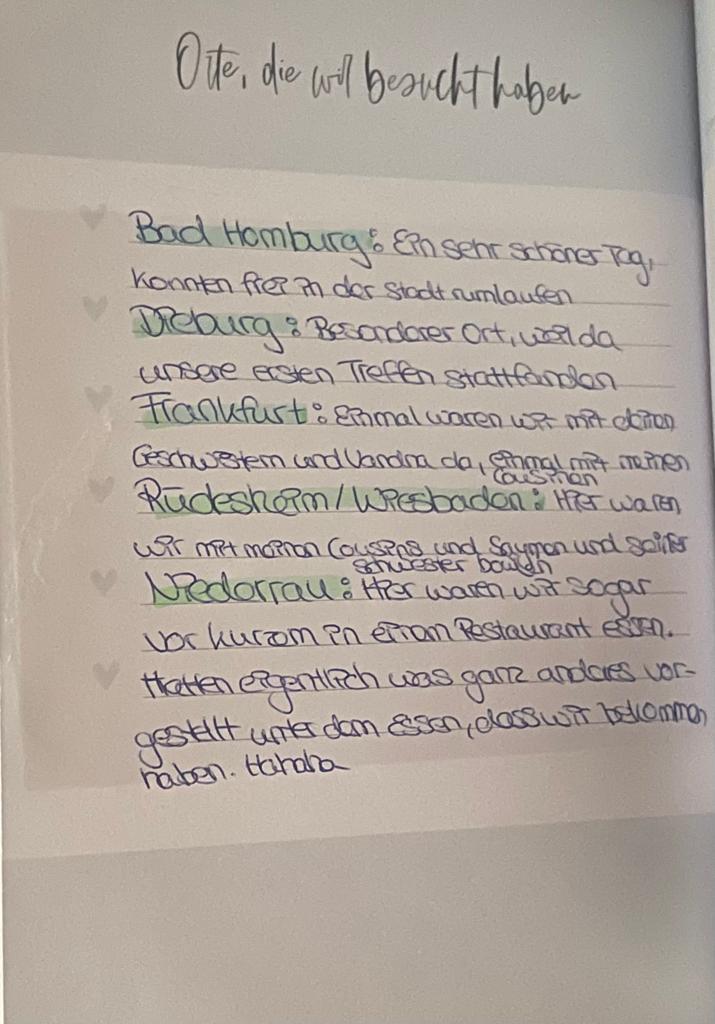 Orte, die wir besucht haben
Bad Homburg: Ein sehr schöner Tag,
konnten frei in der Stadt rumlaufen
Dieburg: Besonderer Ort, weil da
unsere ersten Treffen stattfanden
Frankfurt: Einmal waren wir mit deinen
Geschwistern und Vandra da, einmal mit meinen
Cousinen
Rüdesheim/Wiesbaden: Hier waren
wir mit meinen Cousins und Saymon und seiner
schwester bowlen
Niedorrau: Hier waren wir sogar
vor kurzem in einem Restaurant essen.
Hatten eigentlich was ganz anderes vor-
gestellt unter dem Essen, dass wir bekommen
haben. Hahaha